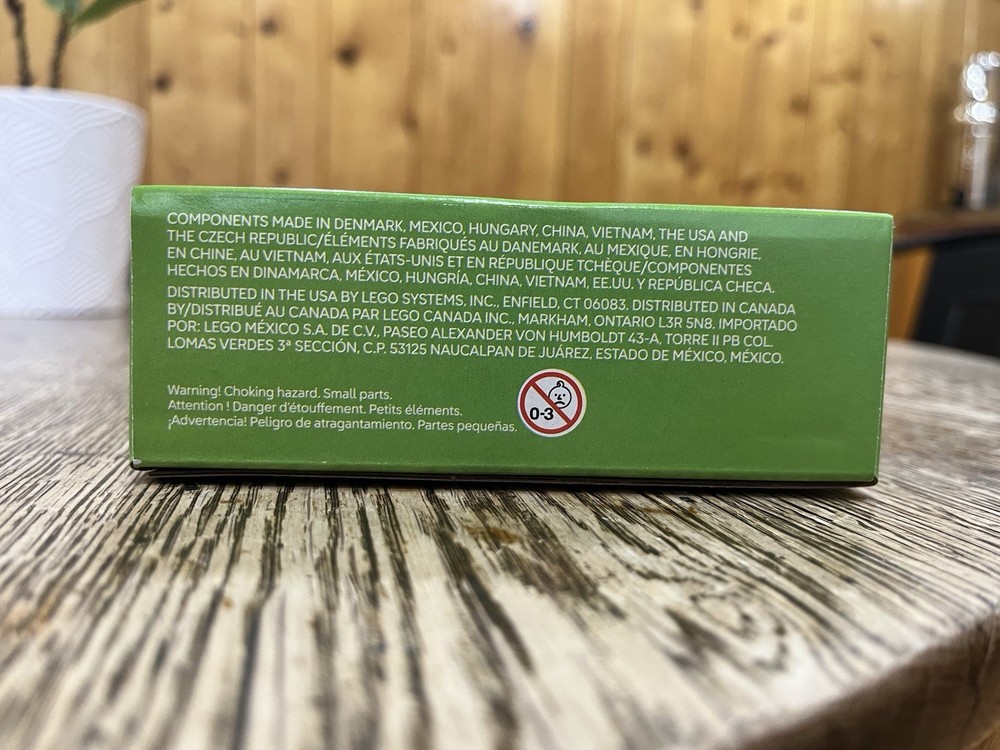 COMPONENTS MADE IN DENMARK, MEXICO, HUNGARY, CHINA, VIETNAM, THE USA AND
THE CZECH REPUBLIC/ÉLÉMENTS FABRIQUÉS AU DANEMARK, AU MEXIQUE, EN HONGRIE,
EN CHINE, AU VIETNAM, AUX ÉTATS-UNIS ET EN RÉPUBLIQUE TCHÈQUE/COMPONENTES
HECHOS EN DINAMARCA, MÉXICO, HUNGRÍA, CHINA, VIETNAM, EE.UU. Y REPÚBLICA CHECA.
DISTRIBUTED IN THE USA BY LEGO SYSTEMS, INC., ENFIELD, CT 06083. DISTRIBUTED IN CANADA
BY/DISTRIBUÉ AU CANADA PAR LEGO CANADA INC., MARKHAM, ONTARIO L3R 5N8. IMPORTADO
POR: LEGO MÉXICO S.A. DE C.V., PASEO ALEXANDER VON HUMBOLDT 43-A, TORRE II PB COL.
LOMAS VERDES 3ª SECCIÓN, C.P. 53125 NAUCALPAN DE JUÁREZ, ESTADO DE MÉXICO, MÉXICO.
Warning! Choking hazard. Small parts.
Attention ! Danger d'étouffement. Petits éléments.
¡Advertencia! Peligro de atragantamiento. Partes pequeñas.
0-3